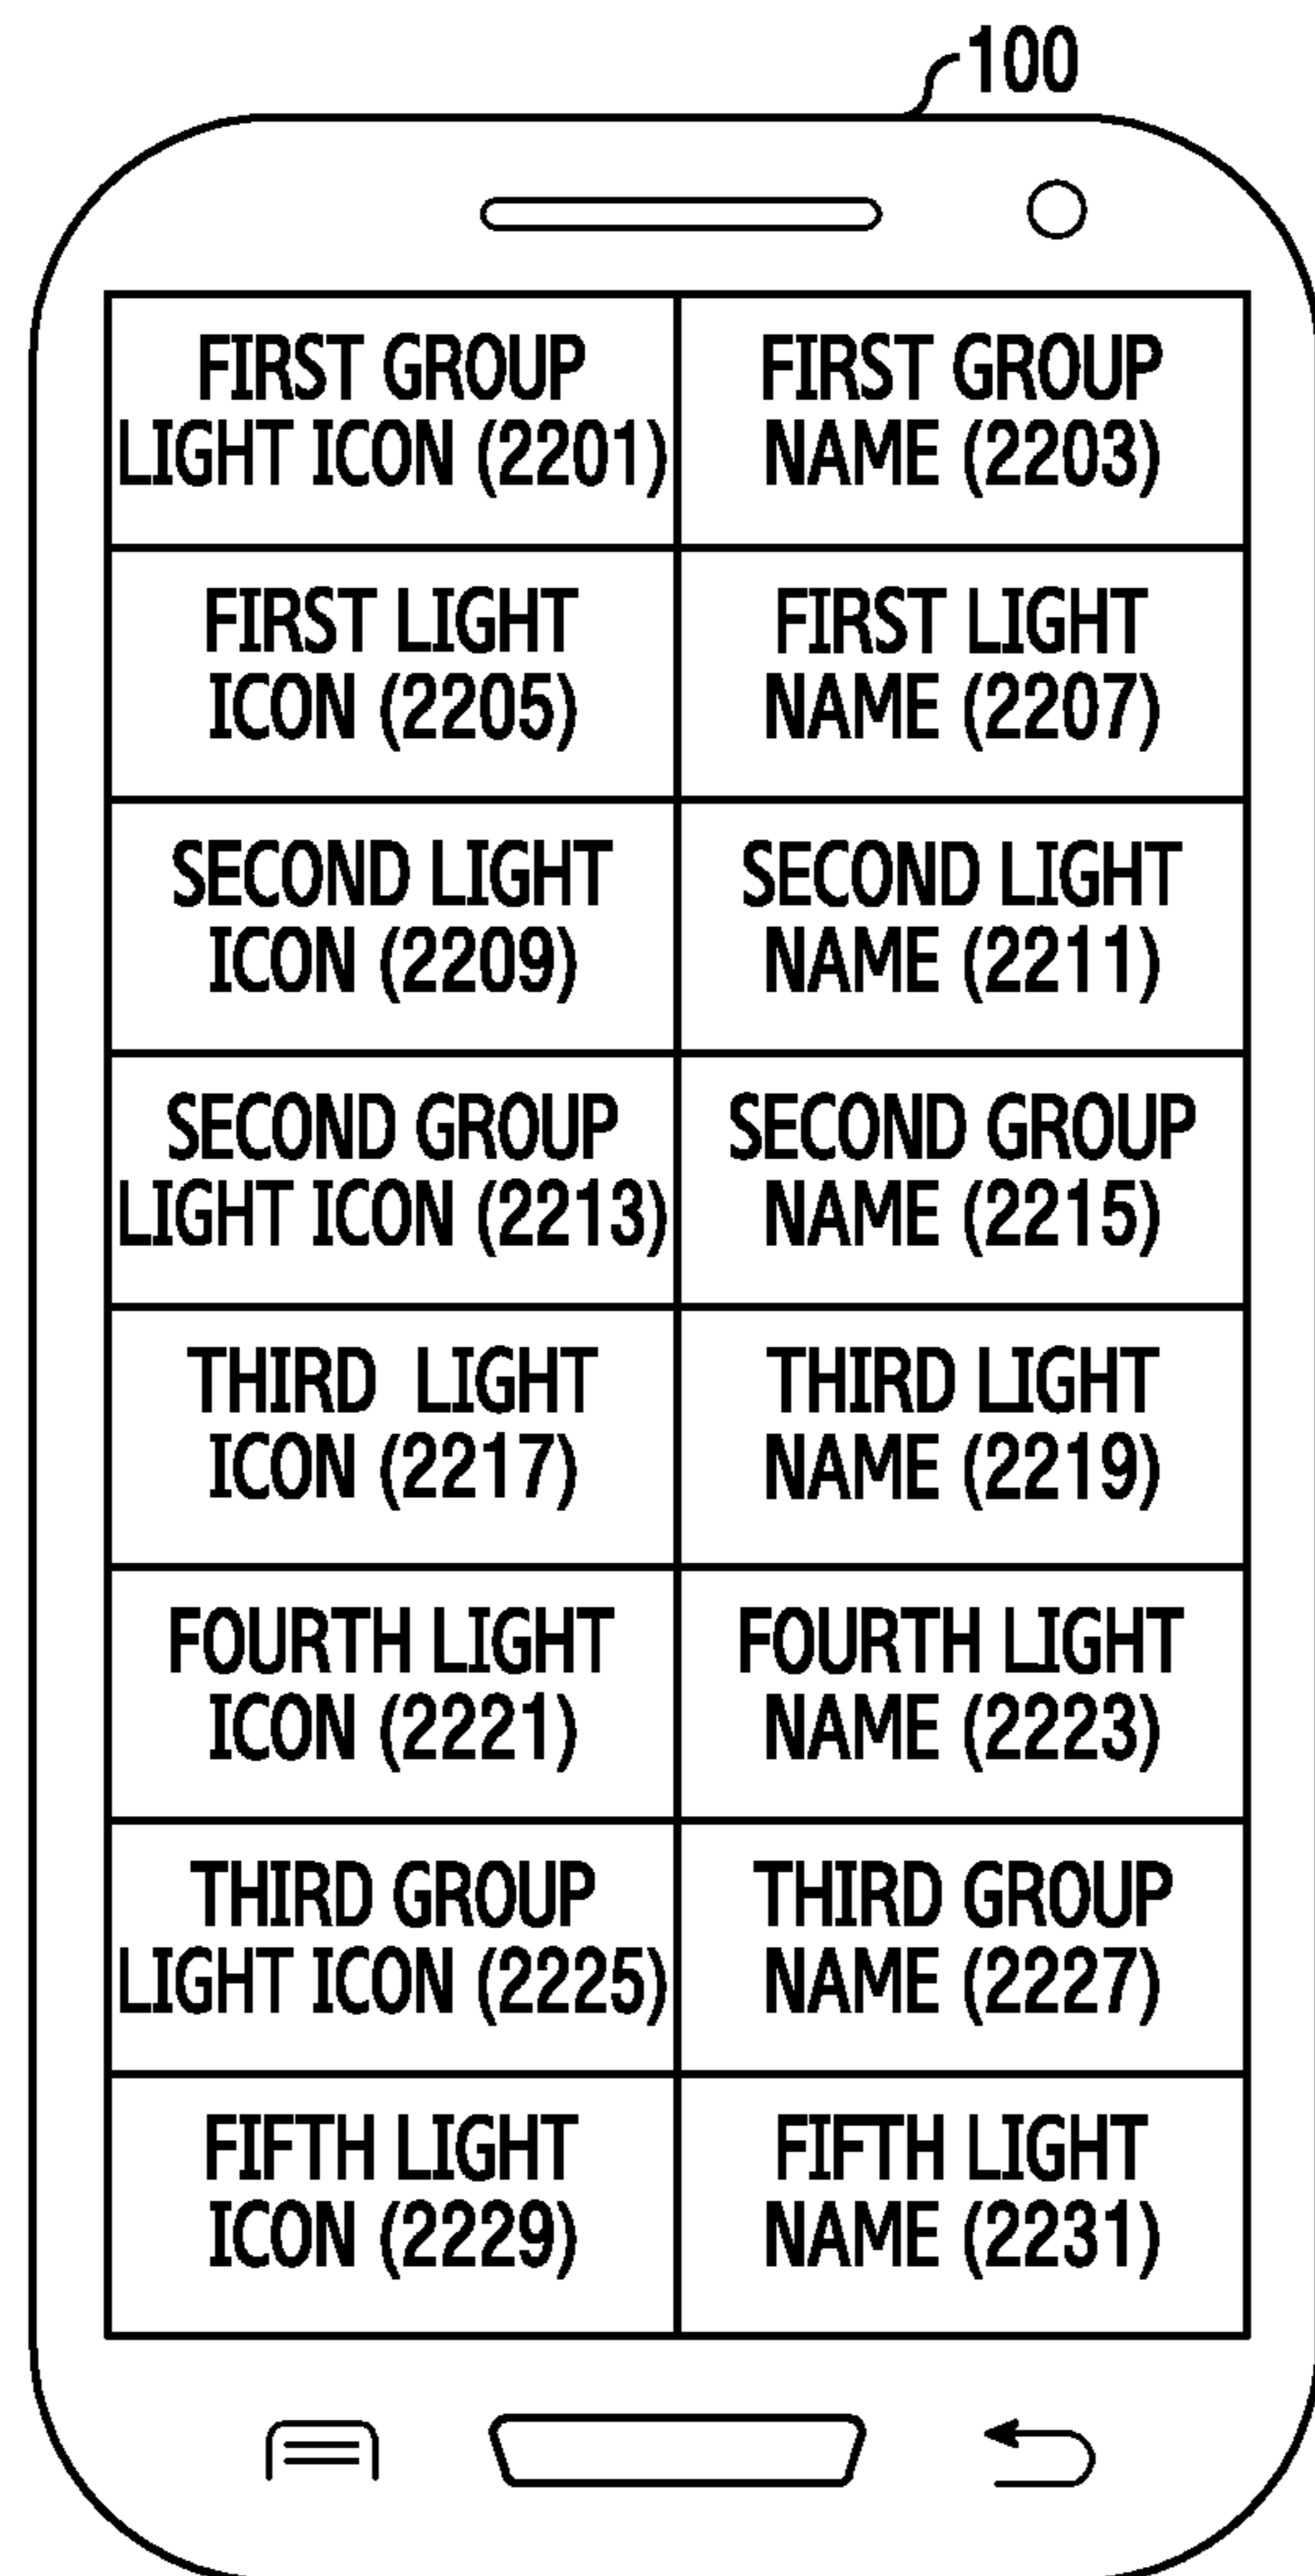 100
FIRST GROUP
LIGHT ICON (2201)
FIRST GROUP
NAME (2203)
FIRST LIGHT
ICON (2205)
FIRST LIGHT
NAME (2207)
SECOND LIGHT
ICON (2209)
SECOND LIGHT
NAME (2211)
SECOND GROUP
LIGHT ICON (2213)
SECOND GROUP
NAME (2215)
THIRD LIGHT
ICON (2217)
THIRD LIGHT
NAME (2219)
FOURTH LIGHT
ICON (2221)
FOURTH LIGHT
NAME (2223)
THIRD GROUP
LIGHT ICON (2225)
THIRD GROUP
NAME (2227)
FIFTH LIGHT
ICON (2229)
FIFTH LIGHT
NAME (2231)